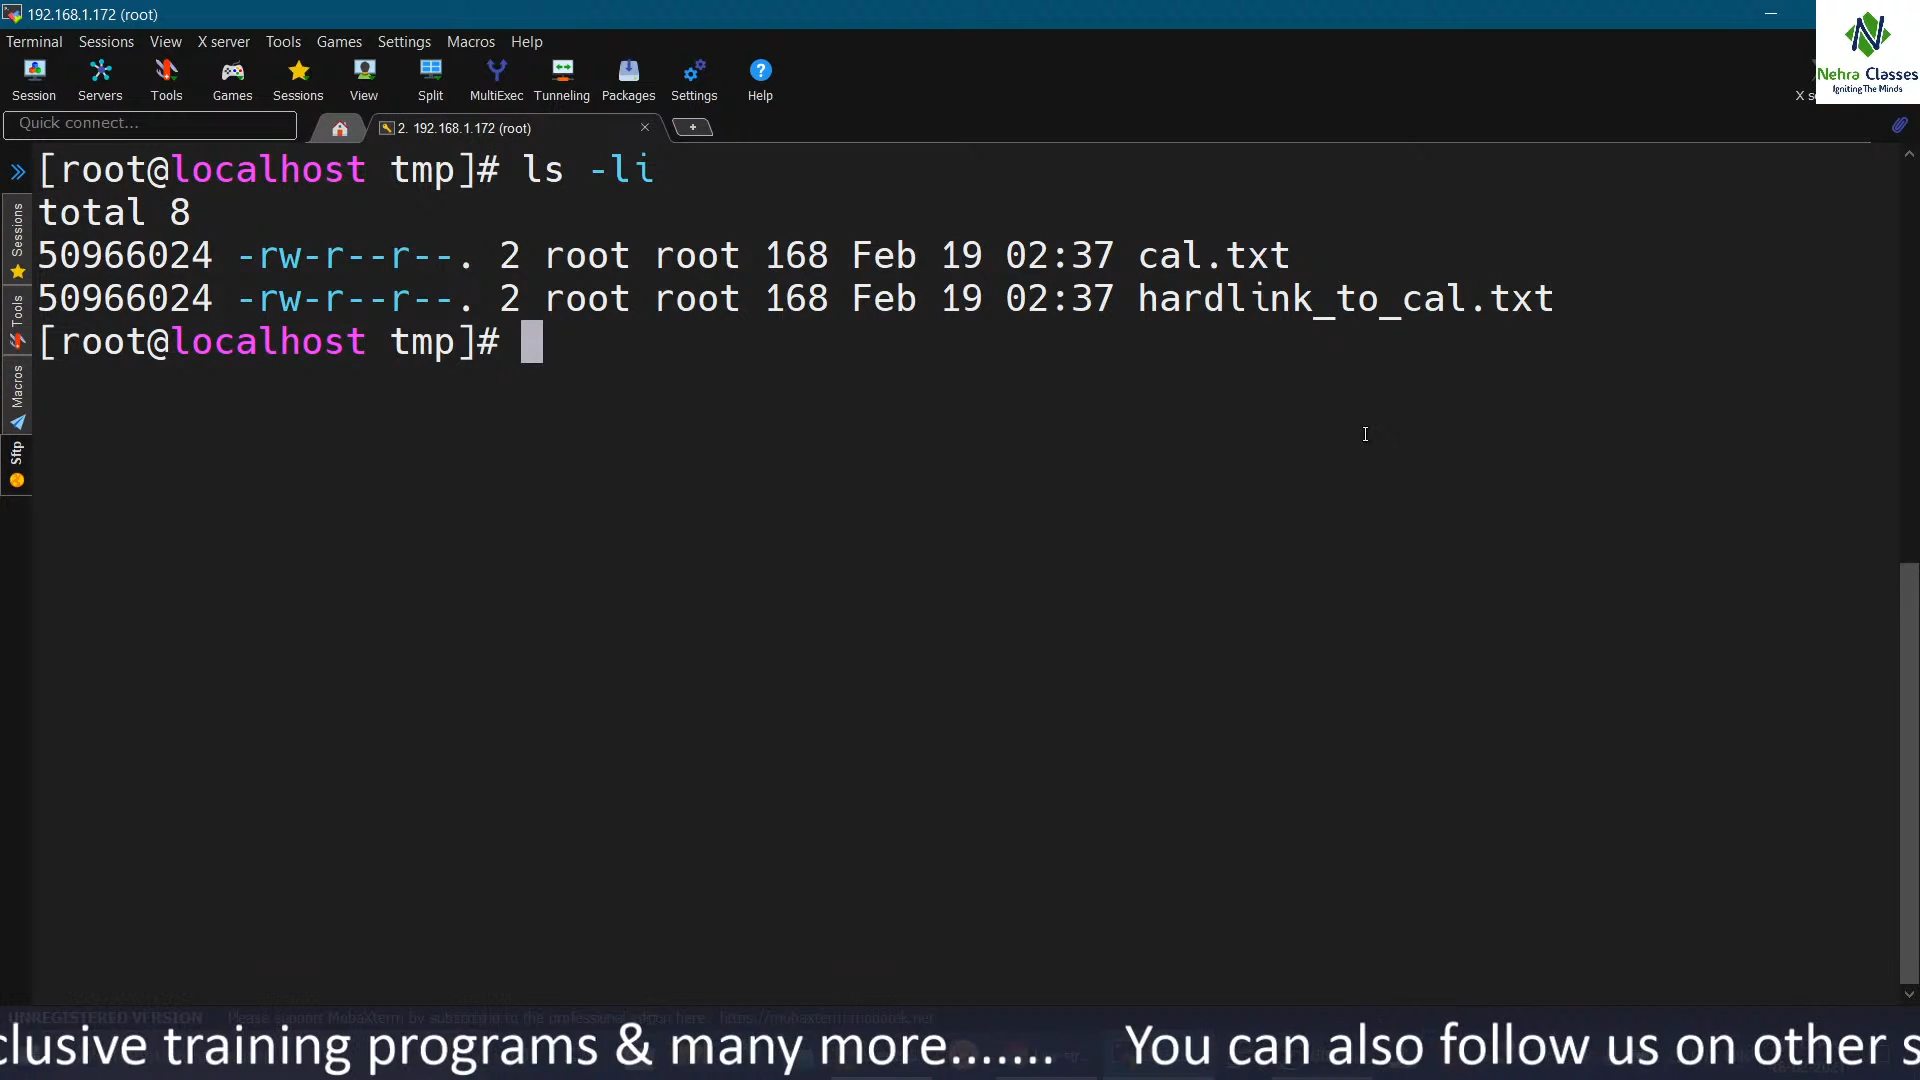 192.168.1.172 (root)
Terminal Sessions View X server Tools Games Settings Macros Help
Session Servers Tools Games Sessions View Split MultiExec Tunneling Packages Settings Help
Nehra Classes
Igniting The Minds
Quick connect...
2. 192.168.1.172 (root)
[root@localhost tmp]# ls -li
total 8
50966024 -rw-r--r--. 2 root root 168 Feb 19 02:37 cal.txt
50966024 -rw-r--r--. 2 root root 168 Feb 19 02:37 hardlink_to_cal.txt
[root@localhost tmp]#
Sessions
Tools
Macros
Sftp
UNREGISTERED VERSION
clusive training programs & many more....... You can also follow us on other s